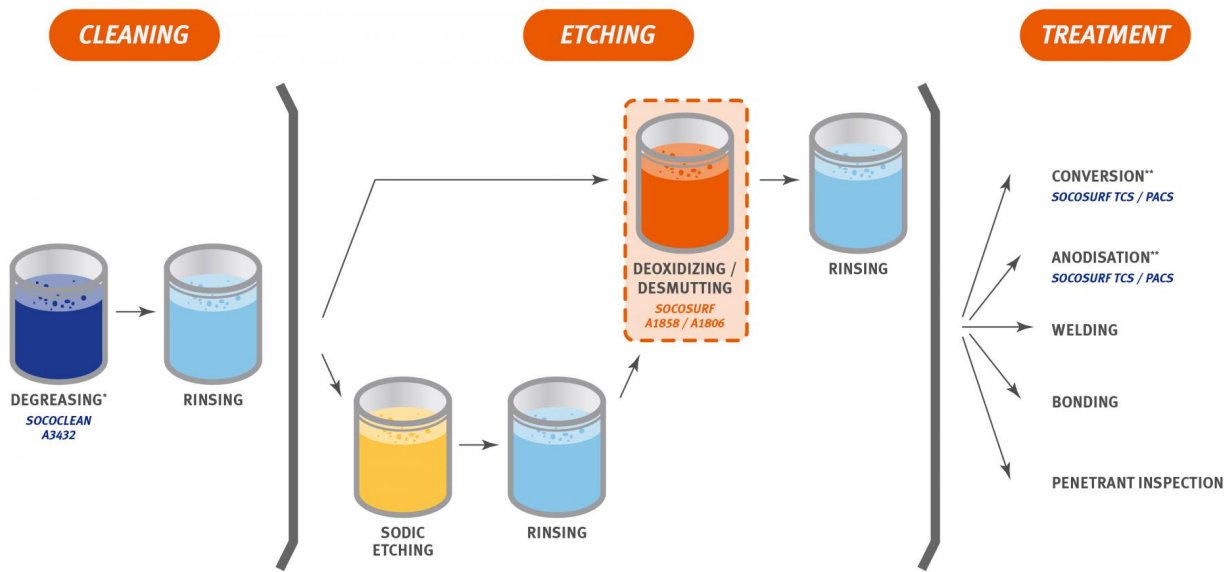 CLEANING
ETCHING
TREATMENT
DEGREASING*
SOCOCLEAN
A3432
RINSING
SODIC
ETCHING
RINSING
DEOXIDIZING /
DESMUTTING
SOCOSURF
A1858 / A1806
RINSING
CONVERSION**
SOCOSURF TCS / PACS
ANODISATION**
SOCOSURF TCS / PACS
WELDING
BONDING
PENETRANT INSPECTION